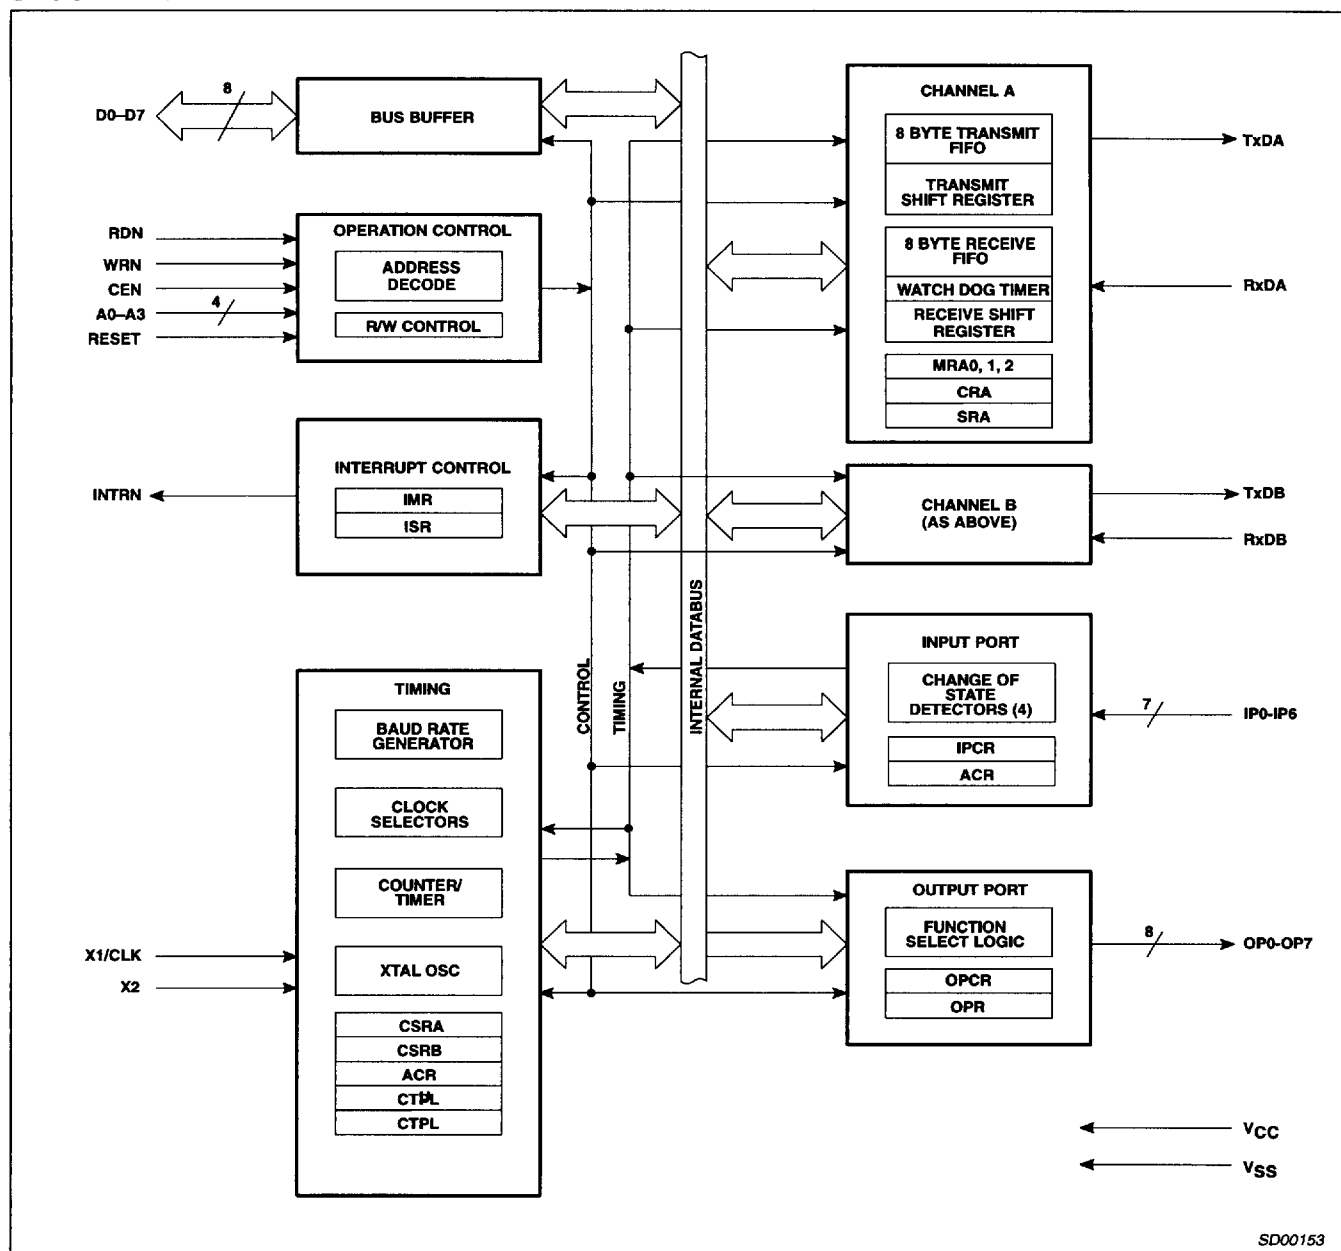 D0–D7
8
BUS BUFFER
RDN
WRN
CEN
A0–A3
4
RESET
OPERATION CONTROL
ADDRESS
DECODE
R/W CONTROL
INTRN
INTERRUPT CONTROL
IMR
ISR
TIMING
BAUD RATE
GENERATOR
CLOCK
SELECTORS
COUNTER/
TIMER
XTAL OSC
CSRA
CSRB
ACR
CTPL
X1/CLK
X2
CONTROL
TIMING
INTERNAL DATABUS
CHANNEL A
8 BYTE TRANSMIT
FIFO
TRANSMIT
SHIFT REGISTER
8 BYTE RECEIVE
FIFO
WATCH DOG TIMER
RECEIVE SHIFT
REGISTER
MRA0, 1, 2
CRA
SRA
TxDA
RxDA
CHANNEL B
(AS ABOVE)
TxDB
RxDB
INPUT PORT
CHANGE OF
STATE
DETECTORS (4)
IPCR
ACR
7
IP0-IP6
OUTPUT PORT
FUNCTION
SELECT LOGIC
OPCR
OPR
8
OP0-OP7
VCC
VSS
SD00153